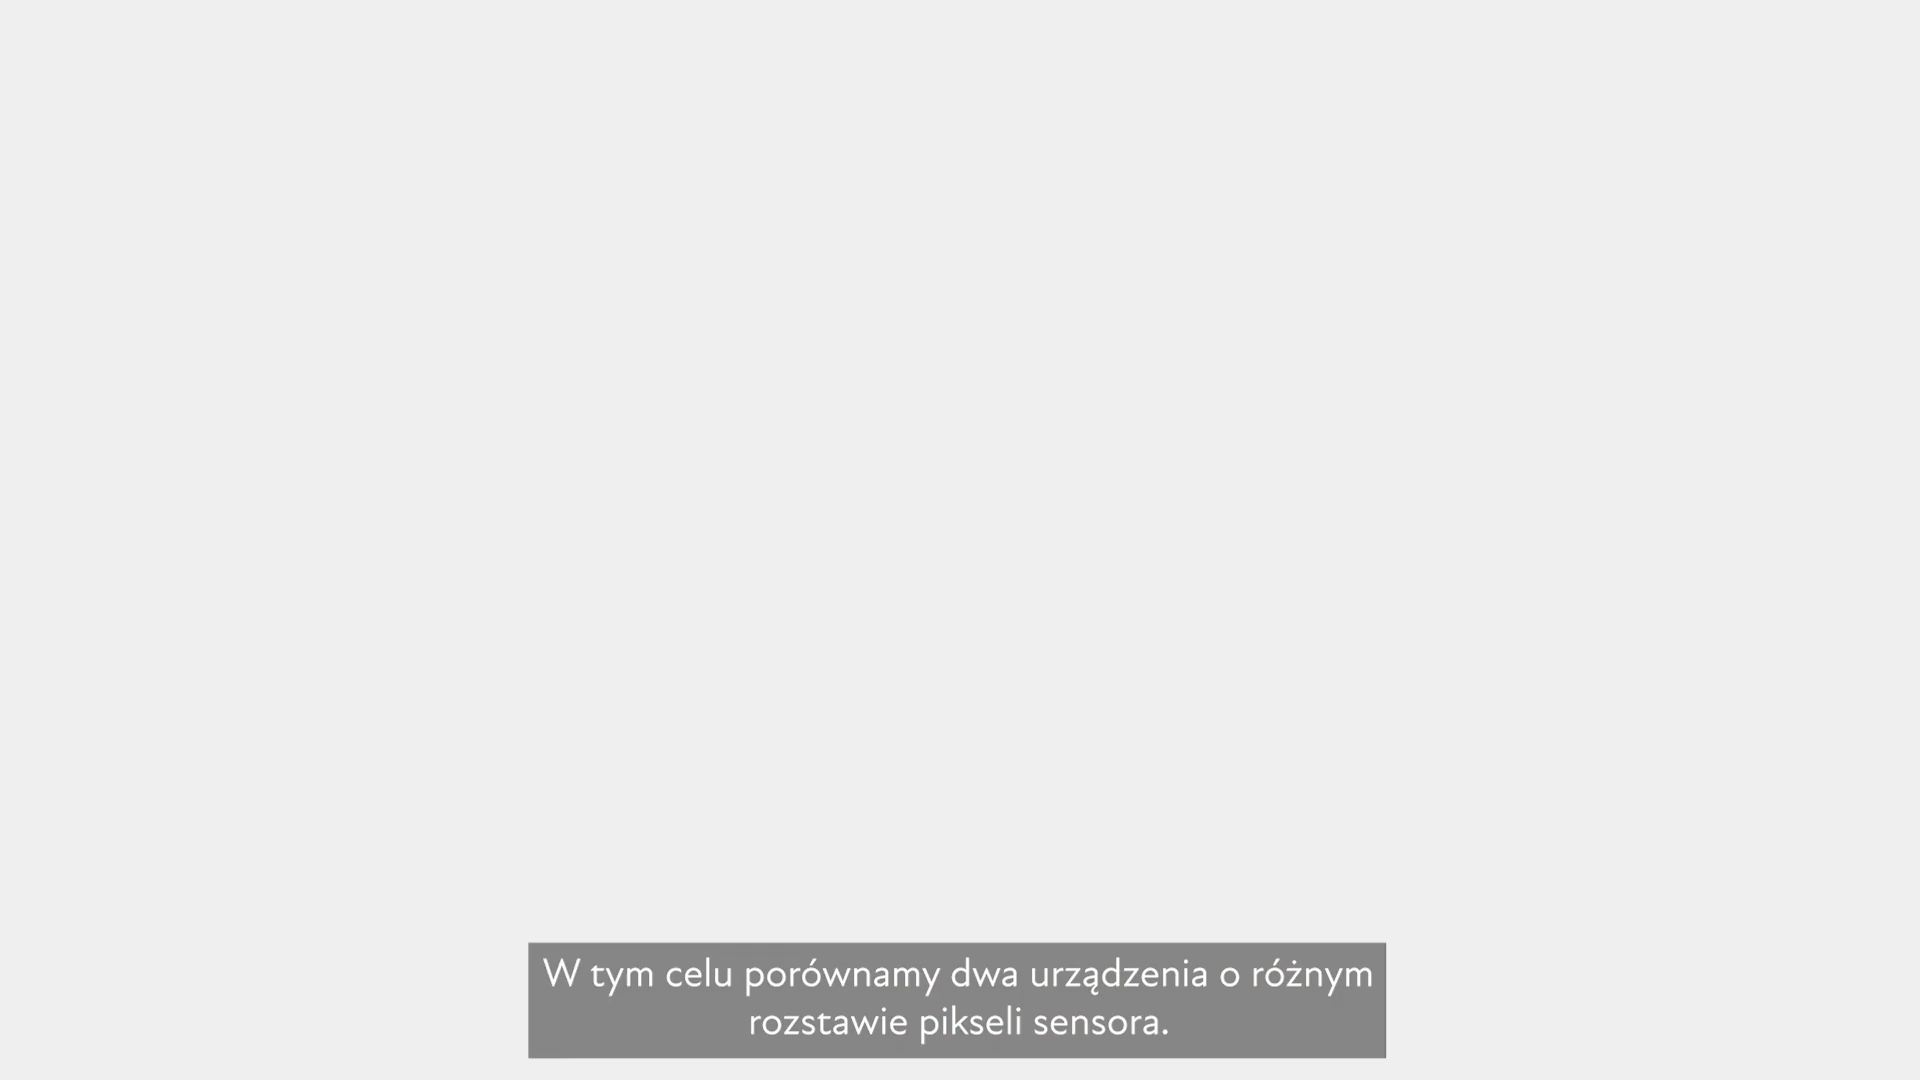 W tym celu porównamy dwa urządzenia o różnym
rozstawie pikseli sensora.